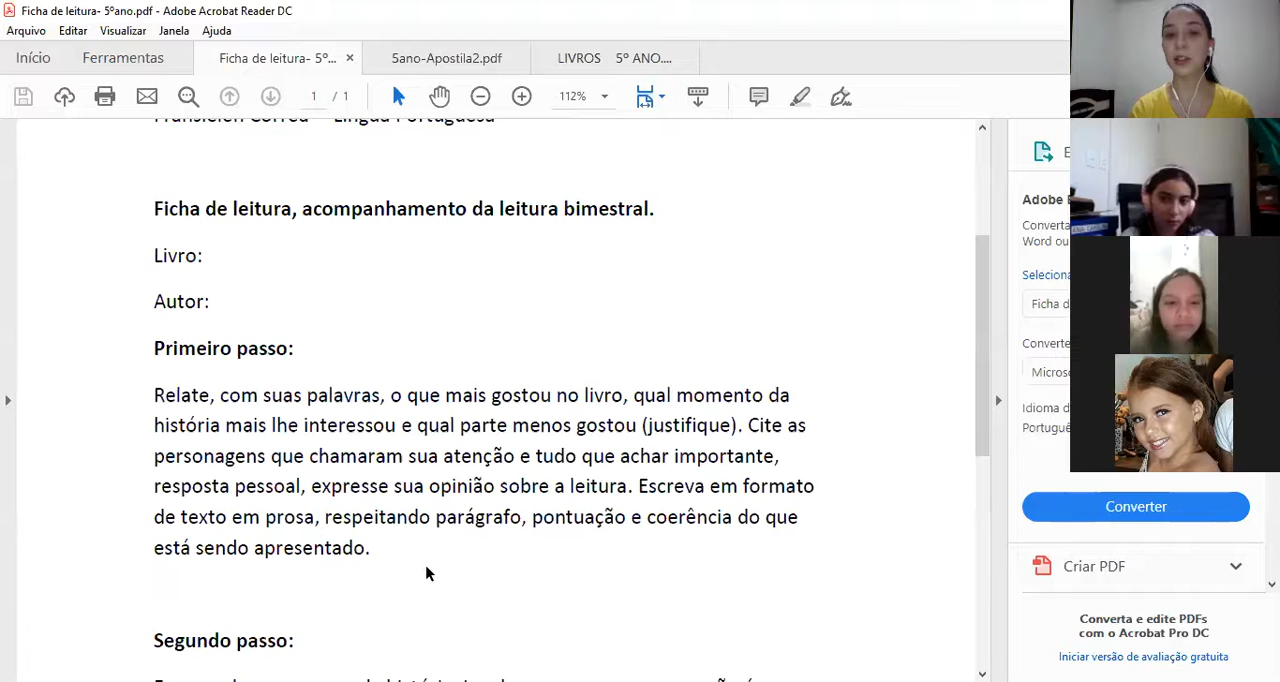 Ficha de leitura- 5ºano.pdf - Adobe Acrobat Reader DC
Arquivo Editar Visualizar Janela Ajuda
Início Ferramentas Ficha de leitura- 5º... × 5ano-Apostila2.pdf LIVROS 5º ANO....
1 / 1 112%
Língua Portuguesa
Ficha de leitura, acompanhamento da leitura bimestral.
Livro:
Autor:
Primeiro passo:
Relate, com suas palavras, o que mais gostou no livro, qual momento da
história mais lhe interessou e qual parte menos gostou (justifique). Cite as
personagens que chamaram sua atenção e tudo que achar importante,
resposta pessoal, expresse sua opinião sobre a leitura. Escreva em formato
de texto em prosa, respeitando parágrafo, pontuação e coerência do que
está sendo apresentado.
Segundo passo:
Adobe
Converta
Word ou
Seleciona
Ficha d
Converte
Micros
Idioma d
Portugu
Converter
Criar PDF
Converta e edite PDFs
com o Acrobat Pro DC
Iniciar versão de avaliação gratuita